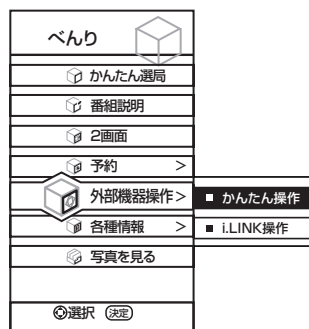 べんり
かんたん選局
番組説明
2画面
予約 >
外部機器操作 >
かんたん操作
i.LINK操作
各種情報 >
写真を見る
選択 決定